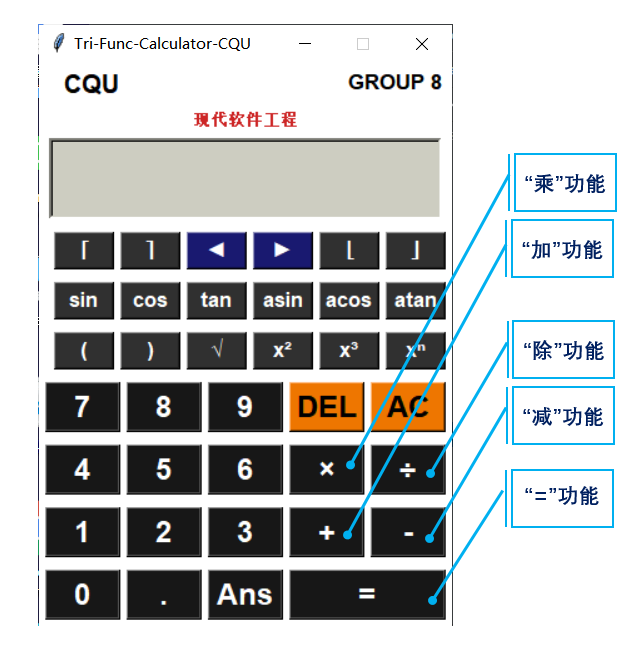 Tri-Func-Calculator-CQU
CQU GROUP 8
现代软件工程
⌈ ⌉ ◄ ► ⌊ ⌋
sin cos tan asin acos atan
( ) √ x² x³ xⁿ
7 8 9 DEL AC
4 5 6 × ÷
1 2 3 + -
0 . Ans =
“乘”功能
“加”功能
“除”功能
“减”功能
“=”功能